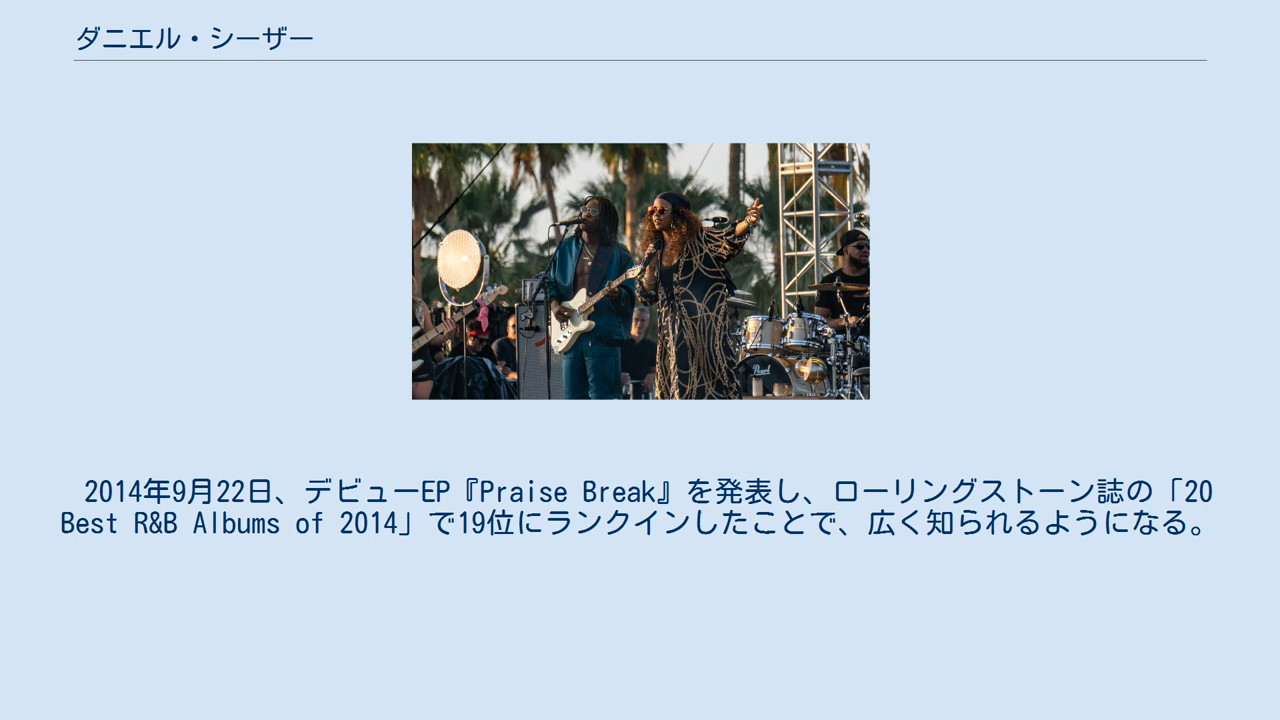 ダニエル・シーザー
Pearl
2014年9月22日、デビューEP『Praise Break』を発表し、ローリングストーン誌の「20
Best R&B Albums of 2014」で19位にランクインしたことで、広く知られるようになる。